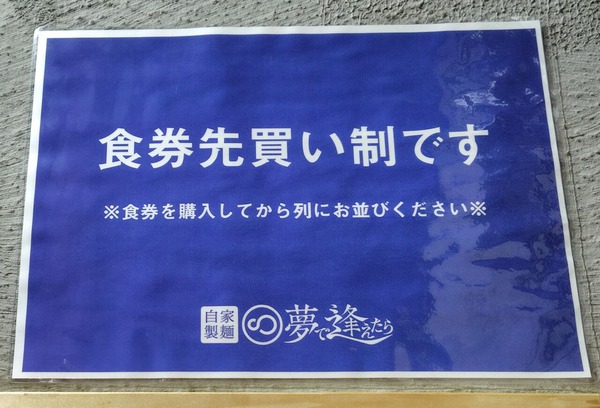 食券先買い制です
※食券を購入してから列にお並びください※
自家製麺 夢で逢えたら